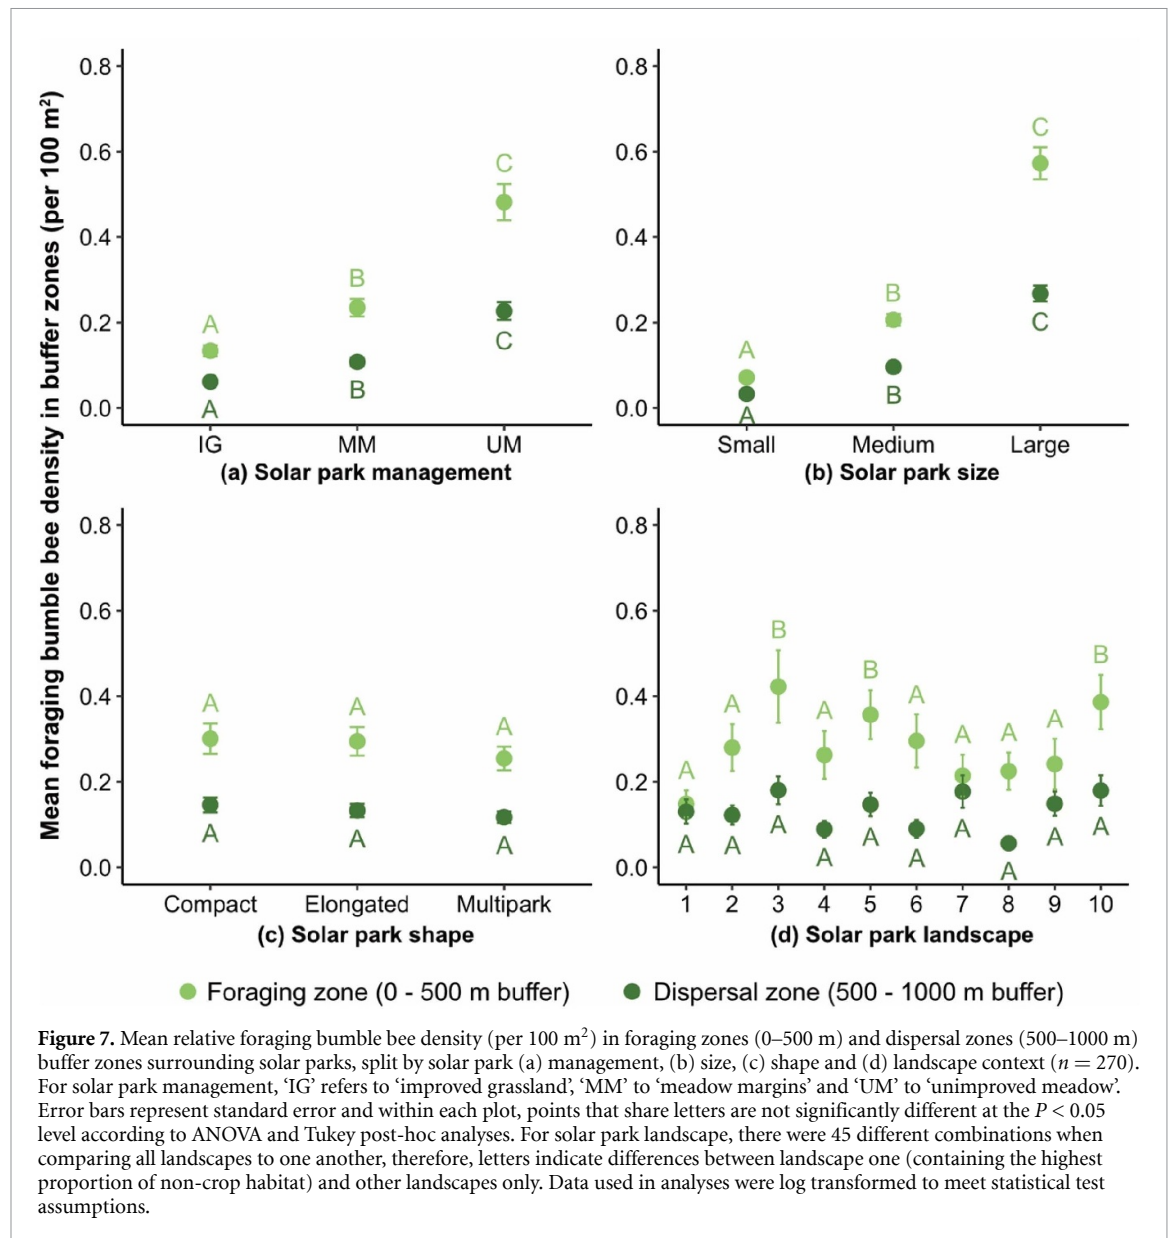 Mean foraging bumble bee density in buffer zones (per 100 m²)
0.8
0.6
0.4
0.2
0.0
A
B
C
A
B
C
IG MM UM
(a) Solar park management
0.8
0.6
0.4
0.2
0.0
A
B
C
A
B
C
Small Medium Large
(b) Solar park size
0.8
0.6
0.4
0.2
0.0
A A A
A A A
Compact Elongated Multipark
(c) Solar park shape
0.8
0.6
0.4
0.2
0.0
A A B A B A A A A B
A A A A A A A A A A
1 2 3 4 5 6 7 8 9 10
(d) Solar park landscape
Foraging zone (0 - 500 m buffer) Dispersal zone (500 - 1000 m buffer)
Figure 7. Mean relative foraging bumble bee density (per 100 m²) in foraging zones (0–500 m) and dispersal zones (500–1000 m)
buffer zones surrounding solar parks, split by solar park (a) management, (b) size, (c) shape and (d) landscape context (n = 270).
For solar park management, ‘IG’ refers to ‘improved grassland’, ‘MM’ to ‘meadow margins’ and ‘UM’ to ‘unimproved meadow’.
Error bars represent standard error and within each plot, points that share letters are not significantly different at the P < 0.05
level according to ANOVA and Tukey post-hoc analyses. For solar park landscape, there were 45 different combinations when
comparing all landscapes to one another, therefore, letters indicate differences between landscape one (containing the highest
proportion of non-crop habitat) and other landscapes only. Data used in analyses were log transformed to meet statistical test
assumptions.